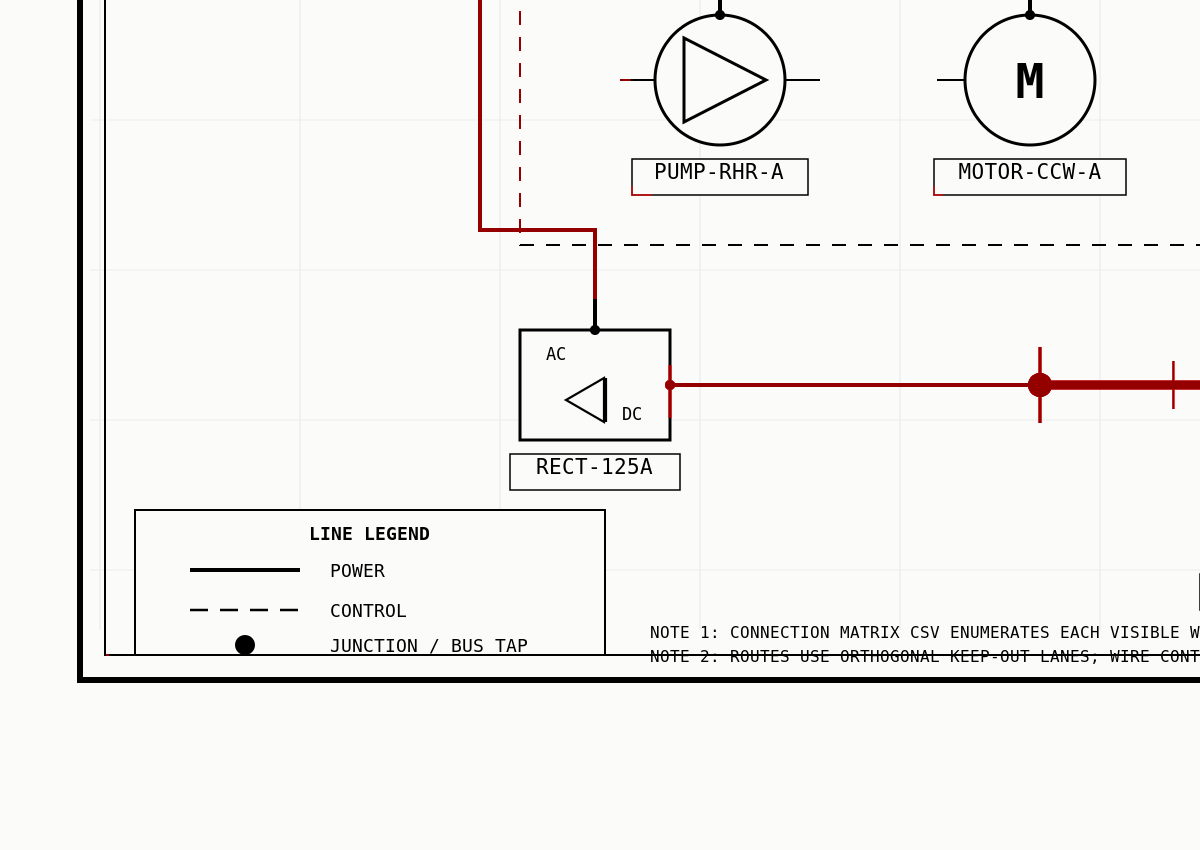 M
PUMP-RHR-A
MOTOR-CCW-A
AC
DC
RECT-125A
LINE LEGEND
POWER
CONTROL
JUNCTION / BUS TAP
NOTE 1: CONNECTION MATRIX CSV ENUMERATES EACH VISIBLE
NOTE 2: ROUTES USE ORTHOGONAL KEEP-OUT LANES; WIRE